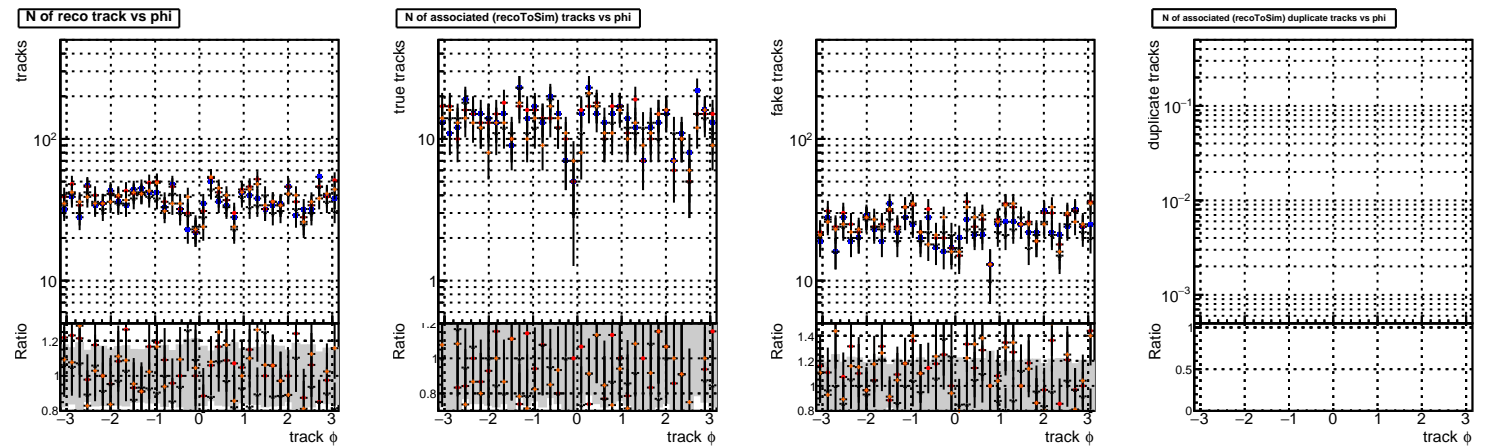 N of reco track vs phi
tracks
10²
10
Ratio
1.2
1
0.8
−3 −2 −1 0 1 2 3
track ϕ
N of associated (recoToSim) tracks vs phi
true tracks
10
1
Ratio
1.2
1
0.8
−3 −2 −1 0 1 2 3
track ϕ
fake tracks
10²
10
Ratio
1.4
1.2
1
0.8
−3 −2 −1 0 1 2 3
track ϕ
N of associated (recoToSim) duplicate tracks vs phi
duplicate tracks
10⁻¹
10⁻²
10⁻³
Ratio
1
0.5
0
−3 −2 −1 0 1 2 3
track ϕ